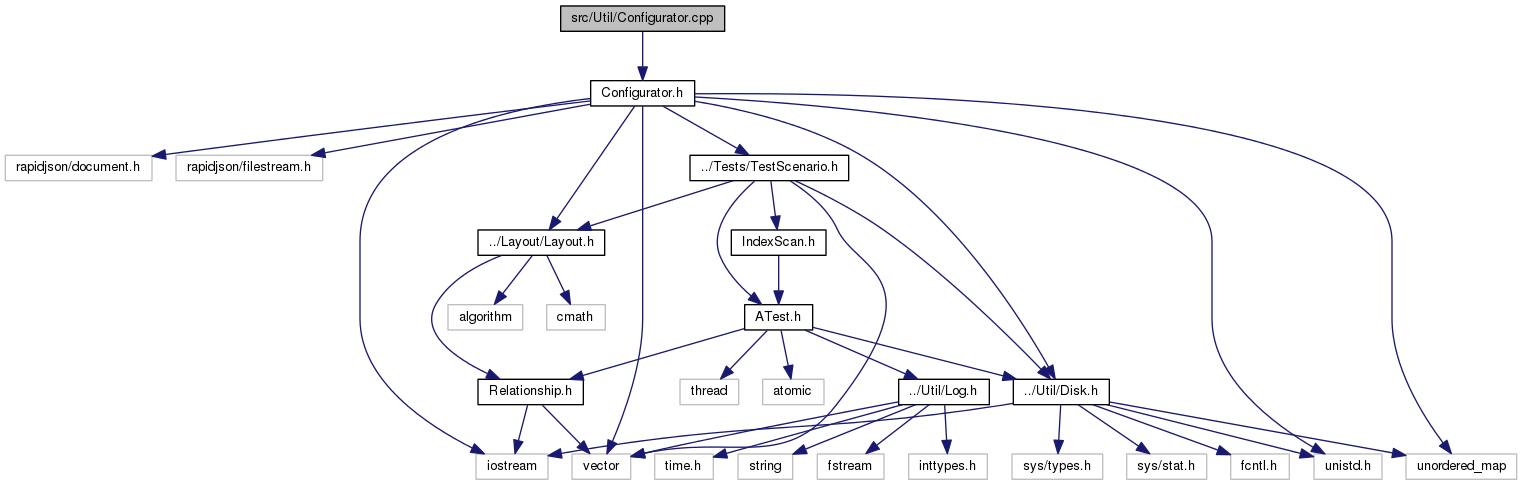 src/Util/Configurator.cpp
Configurator.h
rapidjson/document.h
rapidjson/filestream.h
../Tests/TestScenario.h
../Layout/Layout.h
IndexScan.h
algorithm
cmath
ATest.h
Relationship.h
thread
atomic
../Util/Log.h
../Util/Disk.h
iostream
vector
time.h
string
fstream
inttypes.h
sys/types.h
sys/stat.h
fcntl.h
unistd.h
unordered_map